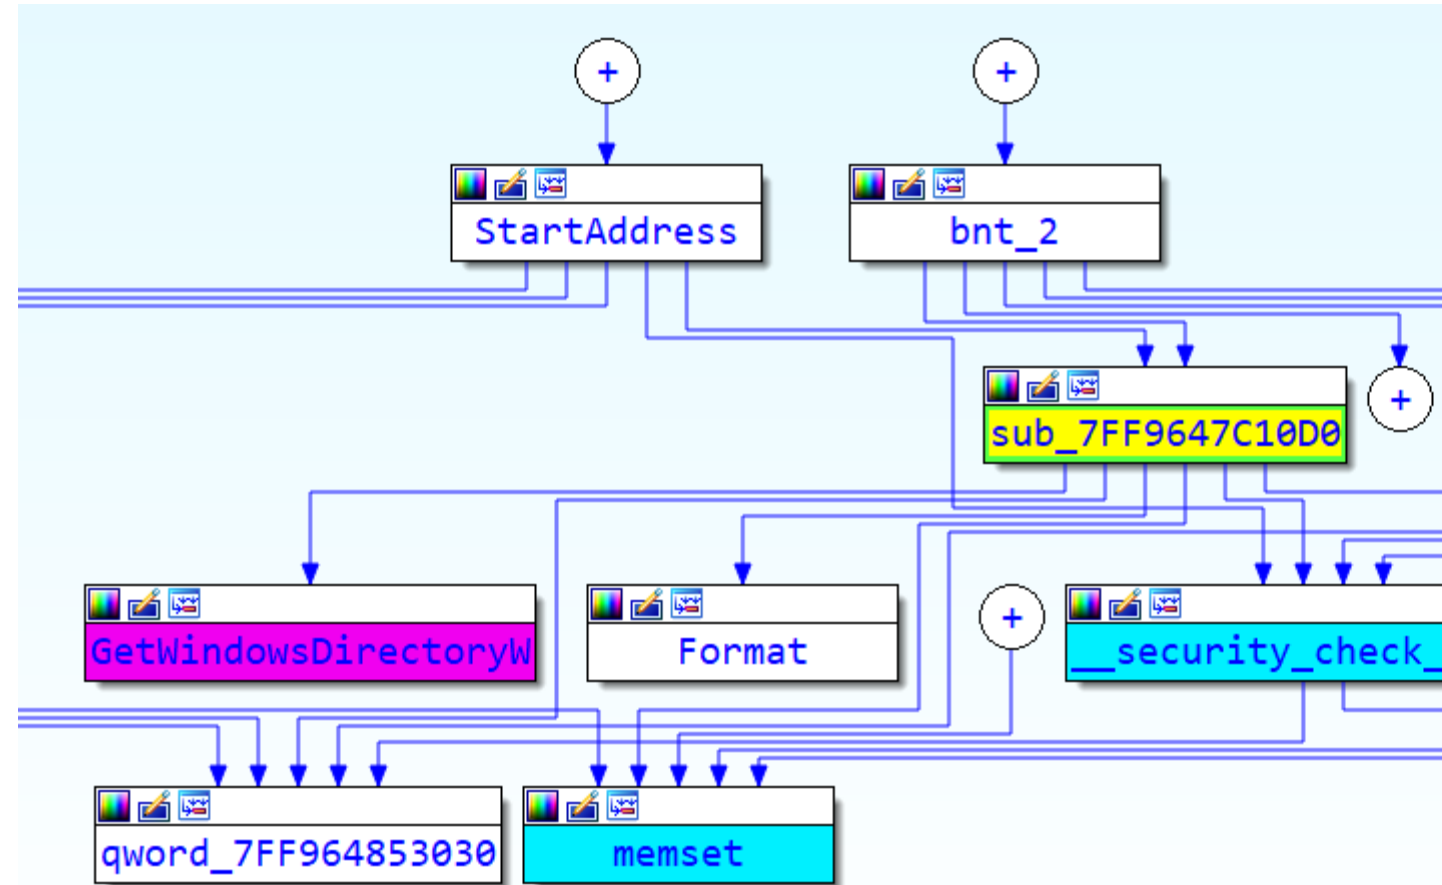 +
+
StartAddress
bnt_2
sub_7FF9647C10D0
+
GetWindowsDirectoryW
Format
+
__security_check_
qword_7FF964853030
memset